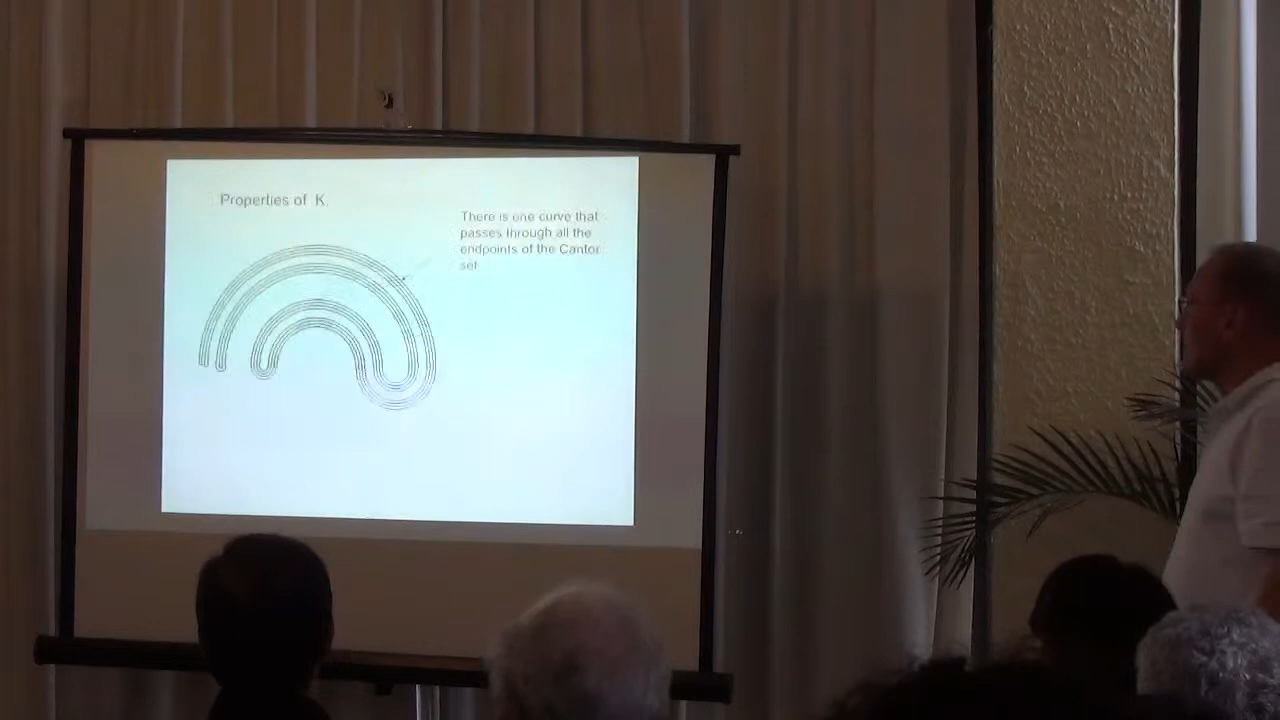 Properties of K
There is one curve that
passes through all the
endpoints of the Cantor
set